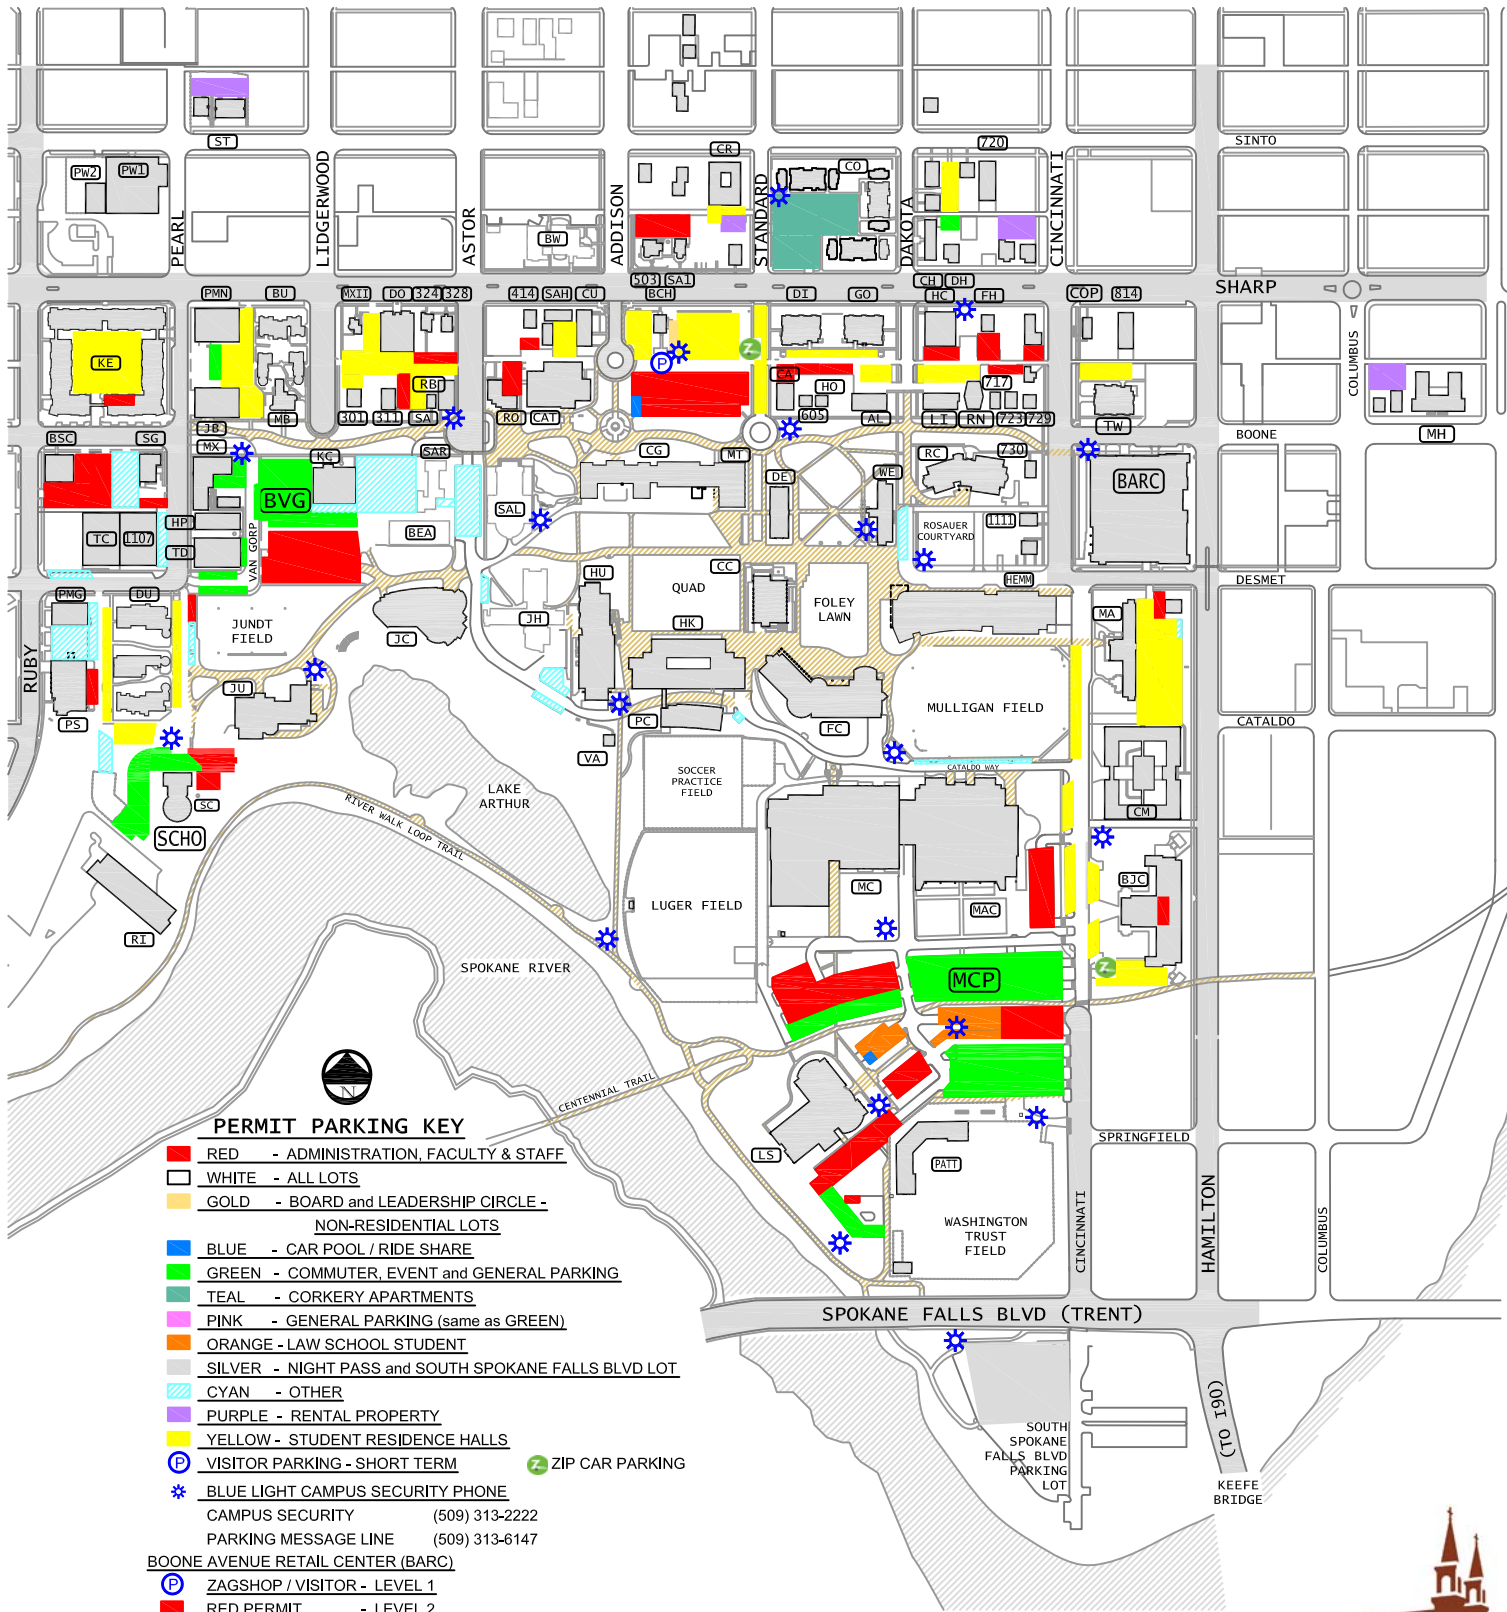 ST
720
SINTO
PW2
PW1
CR
CO
PEARL
LIDGERWOOD
ASTOR
ADDISON
STANDARD
DAKOTA
CINCINNATI
BW
503
SA1
CH
DH
SHARP
PMN
BU
MXII
DO
324
328
414
SAH
CU
BCH
DI
GO
HC
FH
COP
814
KE
COLUMBUS
CA
HO
717
RB
MB
301
311
SA
RO
CAT
605
AL
LI
RN
723
729
TW
BOONE
MH
JB
BSC
SG
MX
KC
SAR
CG
MT
RC
730
DE
WE
BARC
BVG
SAL
HP
TC
1107
TD
VAN GORP
BEA
ROSAUER
COURTYARD
1111
HU
CC
HEMM
DESMET
PMG
DU
QUAD
FOLEY
LAWN
MA
JUNDT
FIELD
JC
JH
HK
RUBY
JU
PS
PC
FC
MULLIGAN FIELD
CATALDO
VA
CATALDO WAY
SOCCER
PRACTICE
FIELD
LAKE
ARTHUR
SC
SCHO
RIVER WALK LOOP TRAIL
CM
RI
LUGER FIELD
MC
MAC
BJC
SPOKANE RIVER
MCP
CENTENNIAL TRAIL
N
LS
PATT
SPRINGFIELD
WASHINGTON
TRUST
FIELD
CINCINNATI
HAMILTON
COLUMBUS
SPOKANE FALLS BLVD (TRENT)
SOUTH
SPOKANE
FALLS BLVD
PARKING
LOT
(TO I90)
KEEFE
BRIDGE
PERMIT PARKING KEY
RED - ADMINISTRATION, FACULTY & STAFF
WHITE - ALL LOTS
GOLD - BOARD and LEADERSHIP CIRCLE -
NON-RESIDENTIAL LOTS
BLUE - CAR POOL / RIDE SHARE
GREEN - COMMUTER, EVENT and GENERAL PARKING
TEAL - CORKERY APARTMENTS
PINK - GENERAL PARKING (same as GREEN)
ORANGE - LAW SCHOOL STUDENT
SILVER - NIGHT PASS and SOUTH SPOKANE FALLS BLVD LOT
CYAN - OTHER
PURPLE - RENTAL PROPERTY
YELLOW - STUDENT RESIDENCE HALLS
P VISITOR PARKING - SHORT TERM
Z ZIP CAR PARKING
BLUE LIGHT CAMPUS SECURITY PHONE
CAMPUS SECURITY (509) 313-2222
PARKING MESSAGE LINE (509) 313-6147
BOONE AVENUE RETAIL CENTER (BARC)
P ZAGSHOP / VISITOR - LEVEL 1
RED PERMIT - LEVEL 2